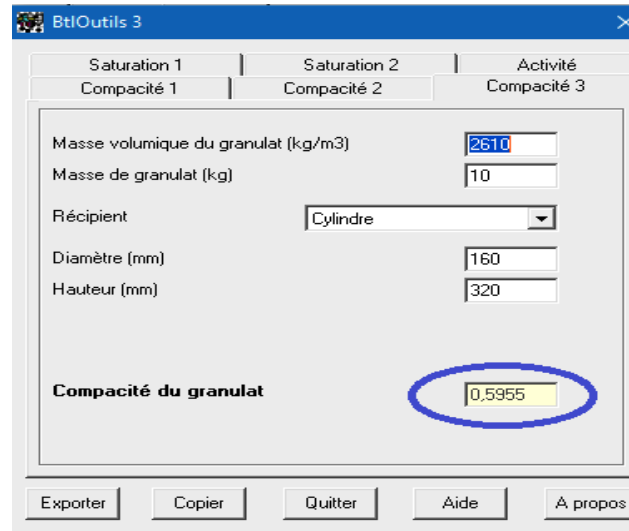 BtlOutils 3
Saturation 1 Saturation 2 Activité
Compacité 1 Compacité 2 Compacité 3
Masse volumique du granulat (kg/m3) 2610
Masse de granulat (kg) 10
Récipient Cylindre
Diamètre (mm) 160
Hauteur (mm) 320
Compacité du granulat 0,5955
Exporter Copier Quitter Aide A propos